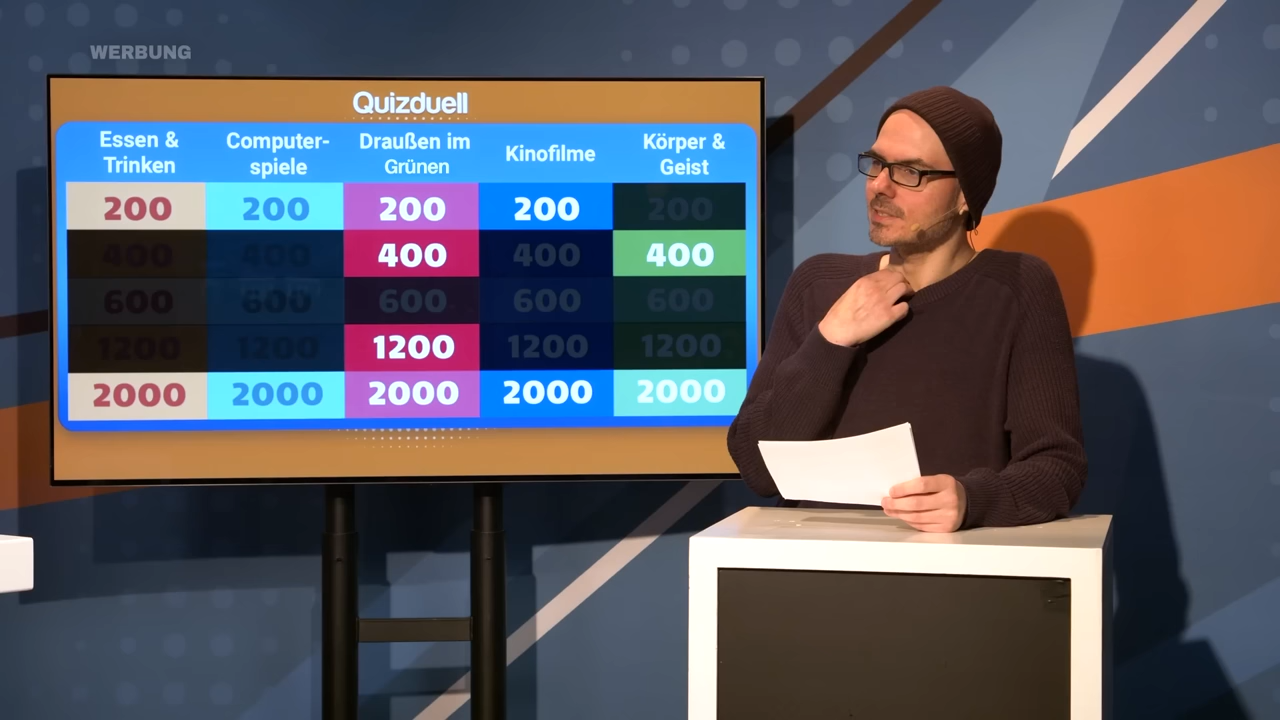 WERBUNG
Quizduell
Essen & Computer- Draußen im Kinofilme Körper &
Trinken spiele Grünen Geist
200 200 200 200 200
400 400 400 400 400
600 600 600 600 600
1200 1200 1200 1200 1200
2000 2000 2000 2000 2000